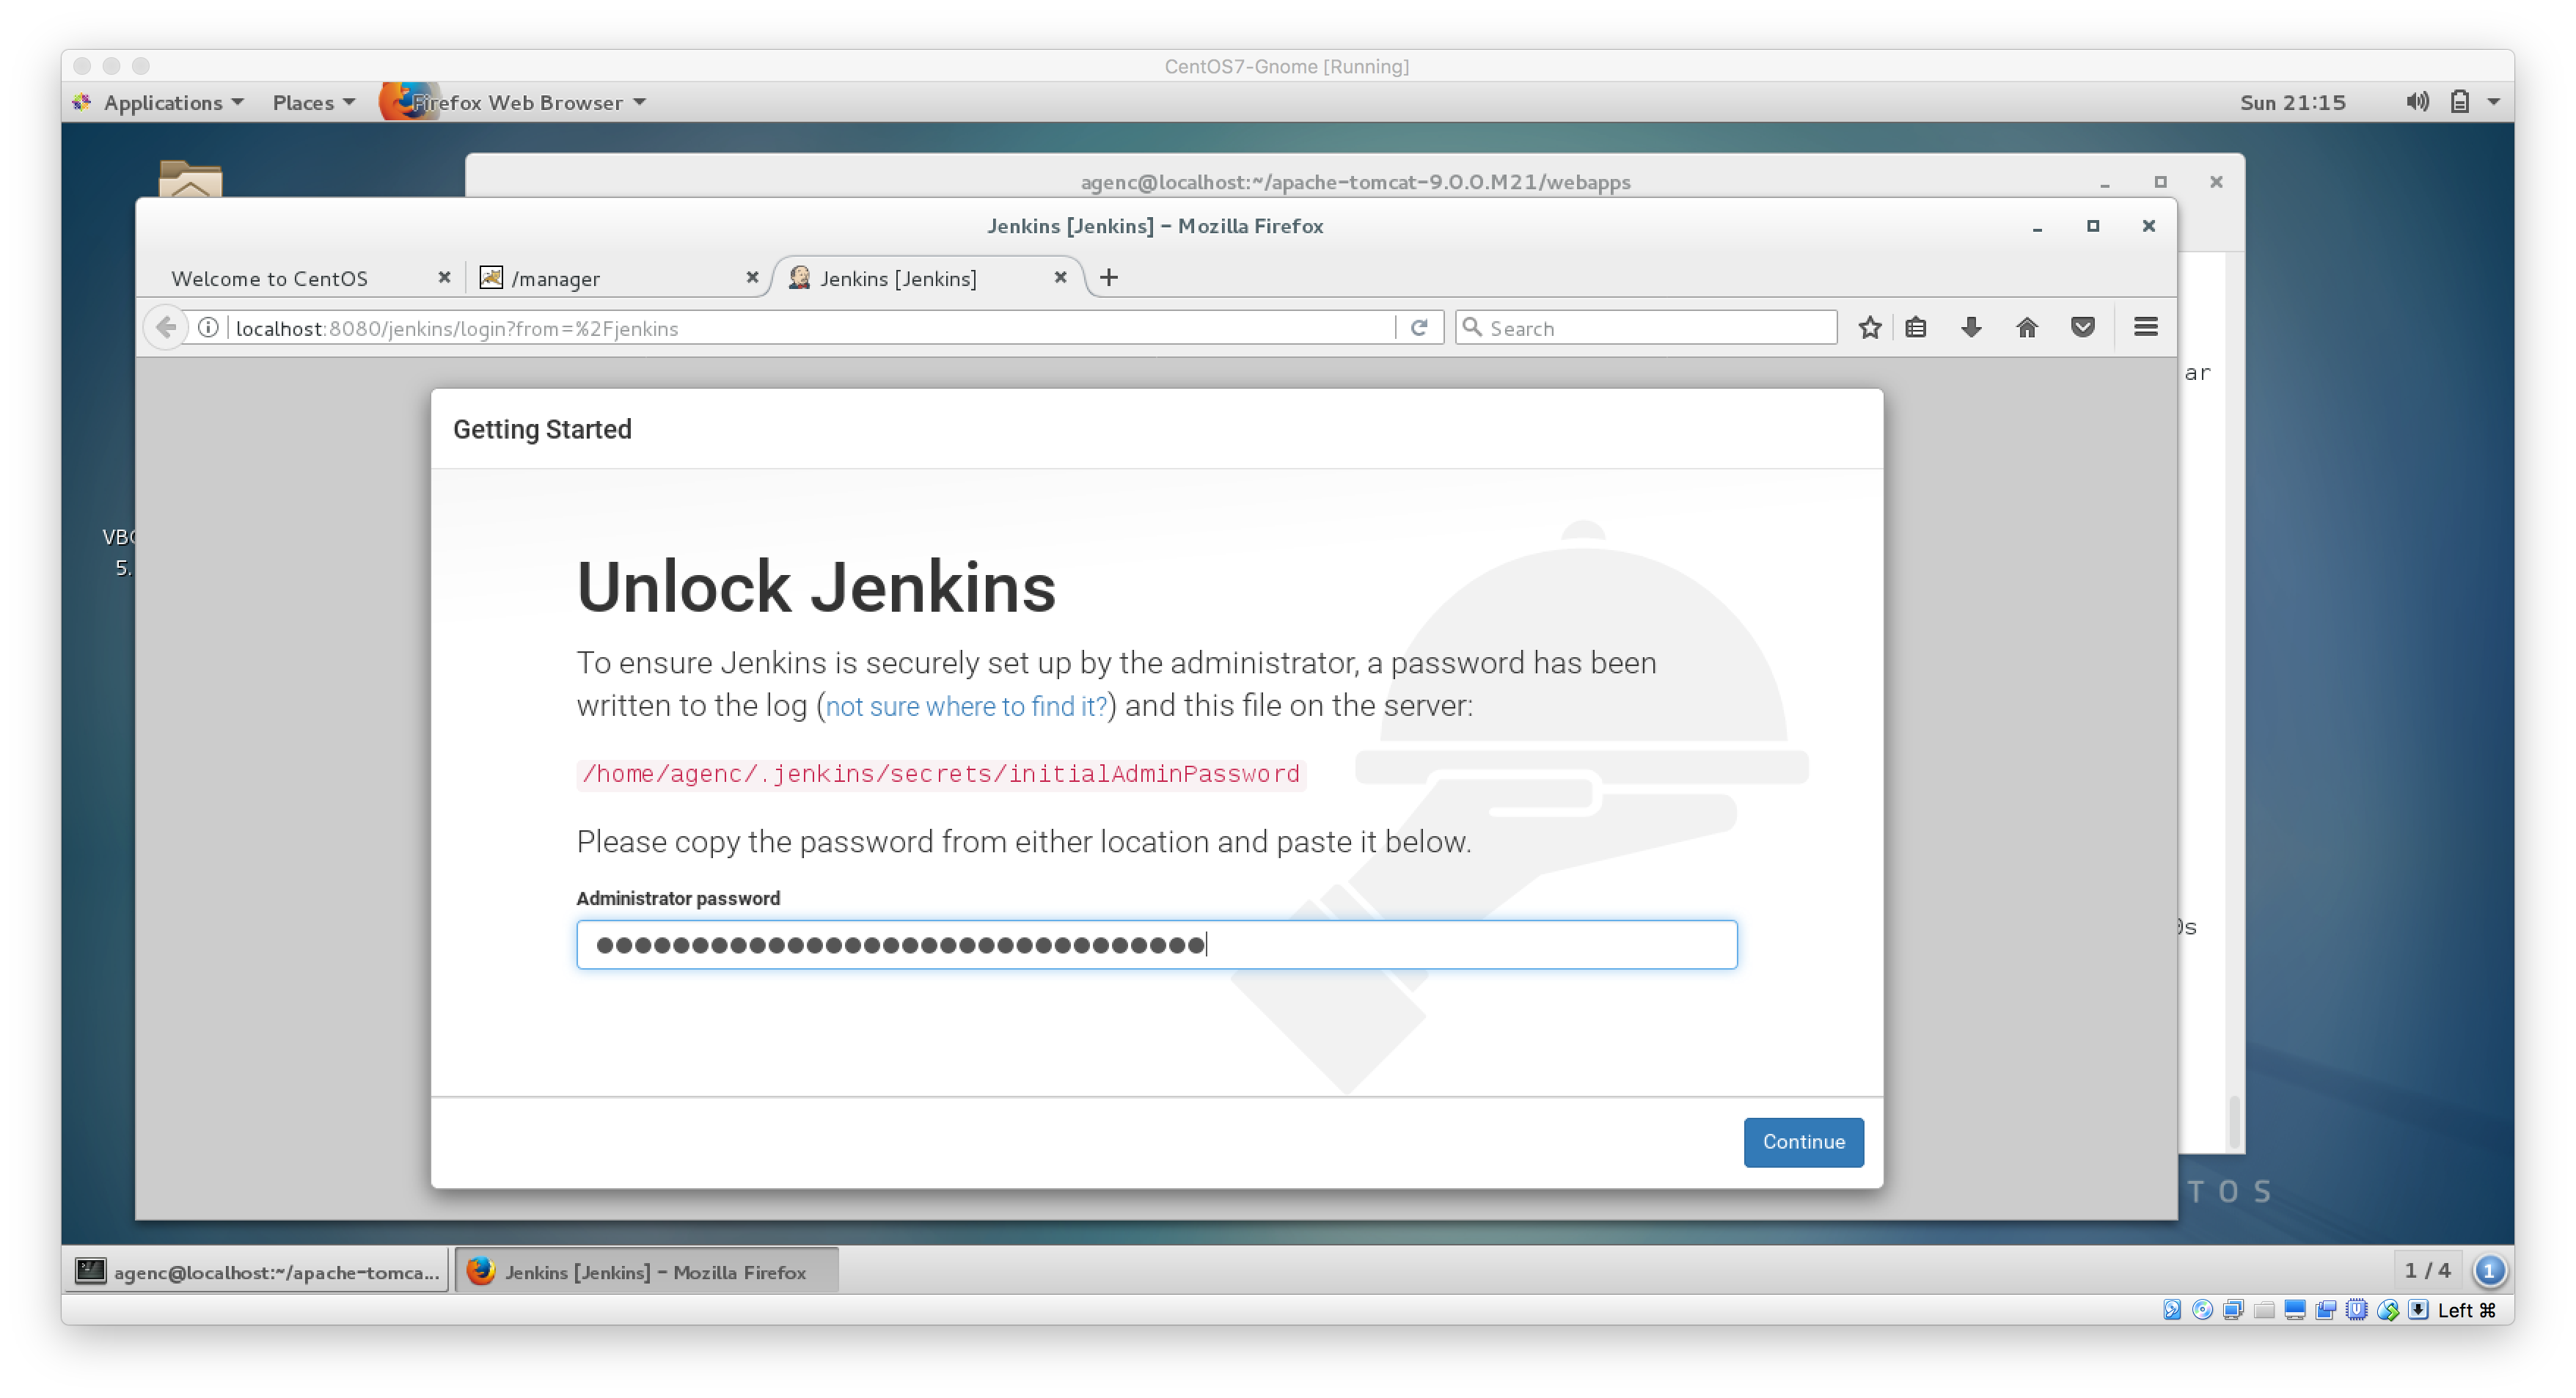 CentOS7-Gnome [Running]
Applications Places Firefox Web Browser Sun 21:15
agenc@localhost:~/apache-tomcat-9.0.0.M21/webapps
Jenkins [Jenkins] – Mozilla Firefox
Welcome to CentOS /manager Jenkins [Jenkins]
localhost:8080/jenkins/login?from=%2Fjenkins Search
ar
Getting Started
VBO
5.
Unlock Jenkins
To ensure Jenkins is securely set up by the administrator, a password has been
written to the log (not sure where to find it?) and this file on the server:
/home/agenc/.jenkins/secrets/initialAdminPassword
Please copy the password from either location and paste it below.
Administrator password
●●●●●●●●●●●●●●●●●●●●●●●●●●●●●●●●
s
Continue
TOS
agenc@localhost:~/apache-tomca... Jenkins [Jenkins] – Mozilla Firefox 1 / 4 1
Left ⌘